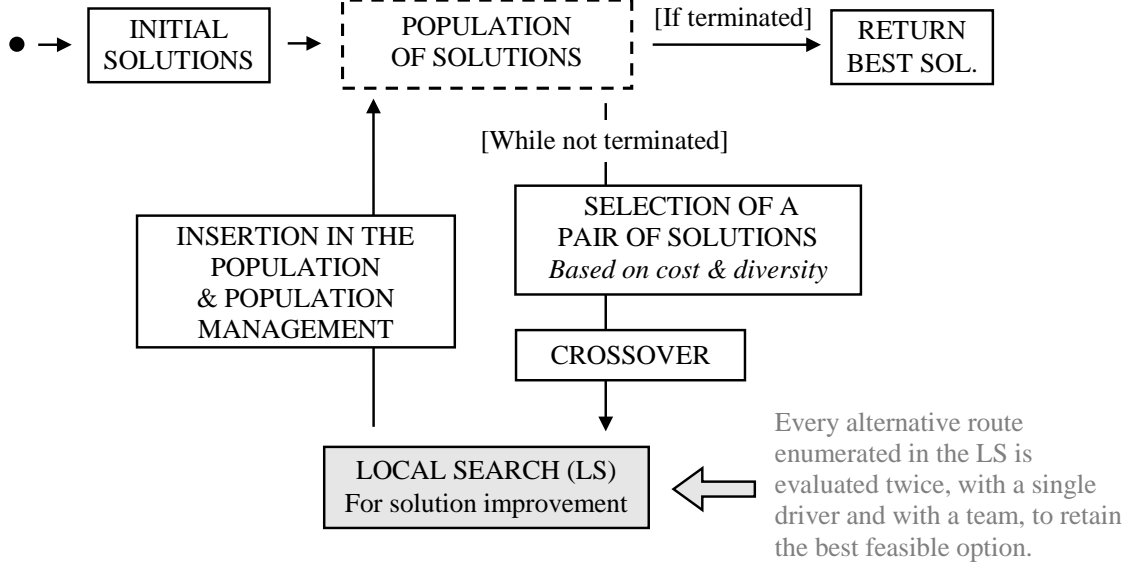 INITIAL
SOLUTIONS
POPULATION
OF SOLUTIONS
[If terminated]
RETURN
BEST SOL.
[While not terminated]
INSERTION IN THE
POPULATION
& POPULATION
MANAGEMENT
SELECTION OF A
PAIR OF SOLUTIONS
Based on cost & diversity
CROSSOVER
LOCAL SEARCH (LS)
For solution improvement
Every alternative route
enumerated in the LS is
evaluated twice, with a single
driver and with a team, to retain
the best feasible option.